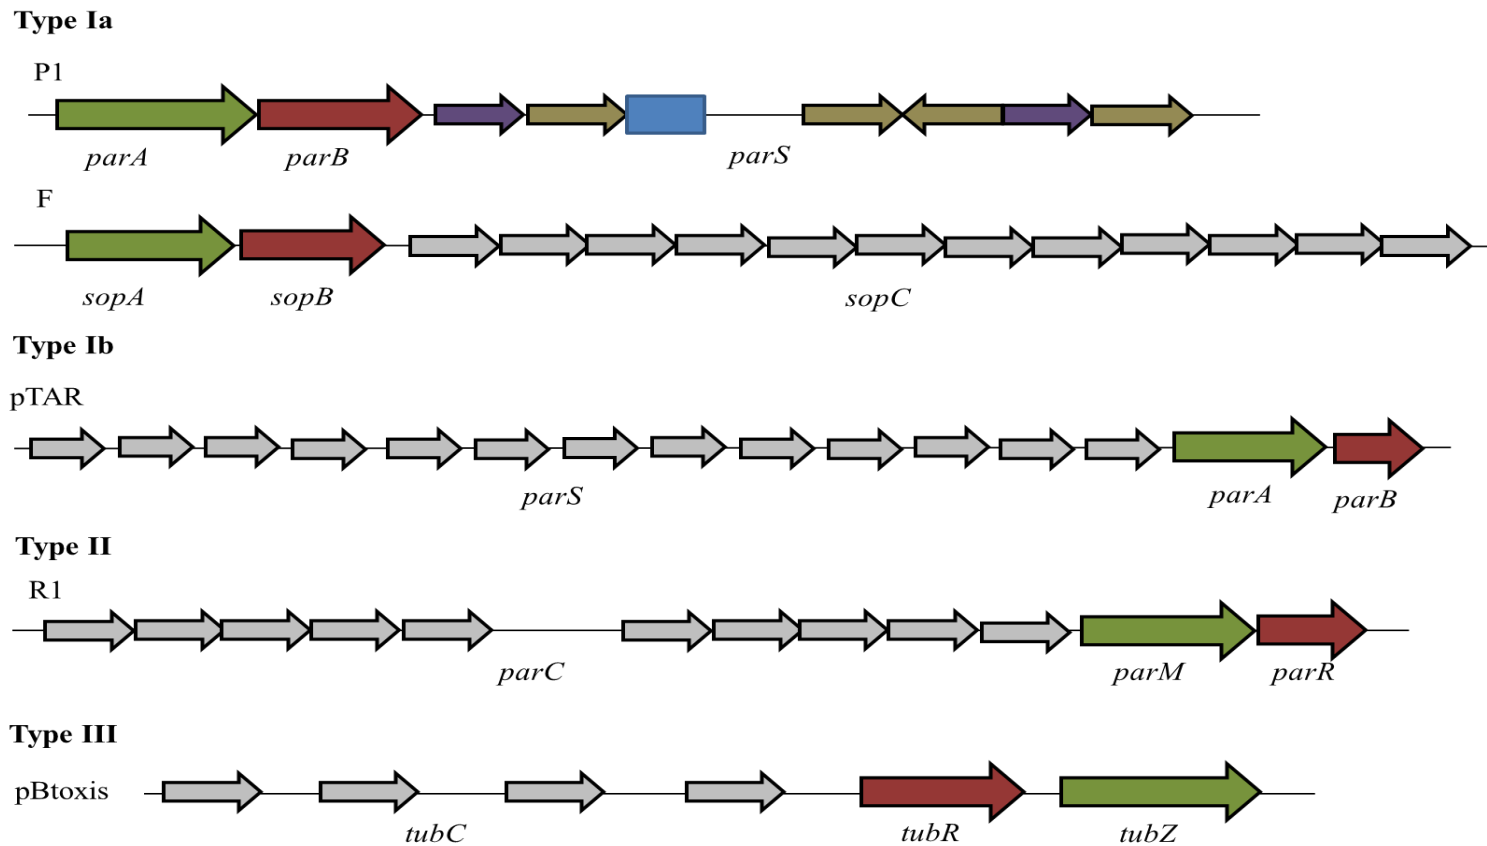 Type Ia
P1
parA parB parS
F
sopA sopB sopC
Type Ib
pTAR
parS parA parB
Type II
R1
parC parM parR
Type III
pBtoxis
tubC tubR tubZ